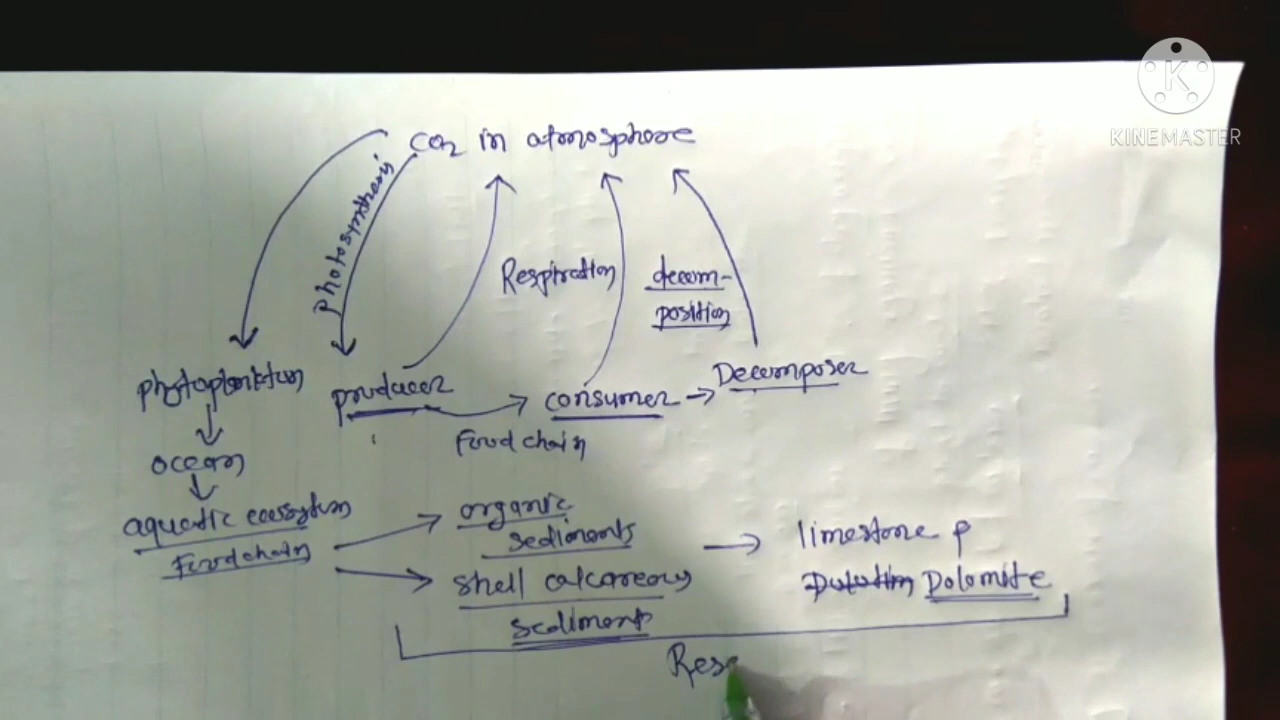 CO2 in atmosphere
Photosynthesis
Respiration
decom-
position
phytoplankton
producer
consumer
Decomposer
Food chain
ocean
aquatic ecosystem
Food chain
organic
sediments
shell calcareous
sediments
limestone &
Dolomite
Rese
KINEMASTER